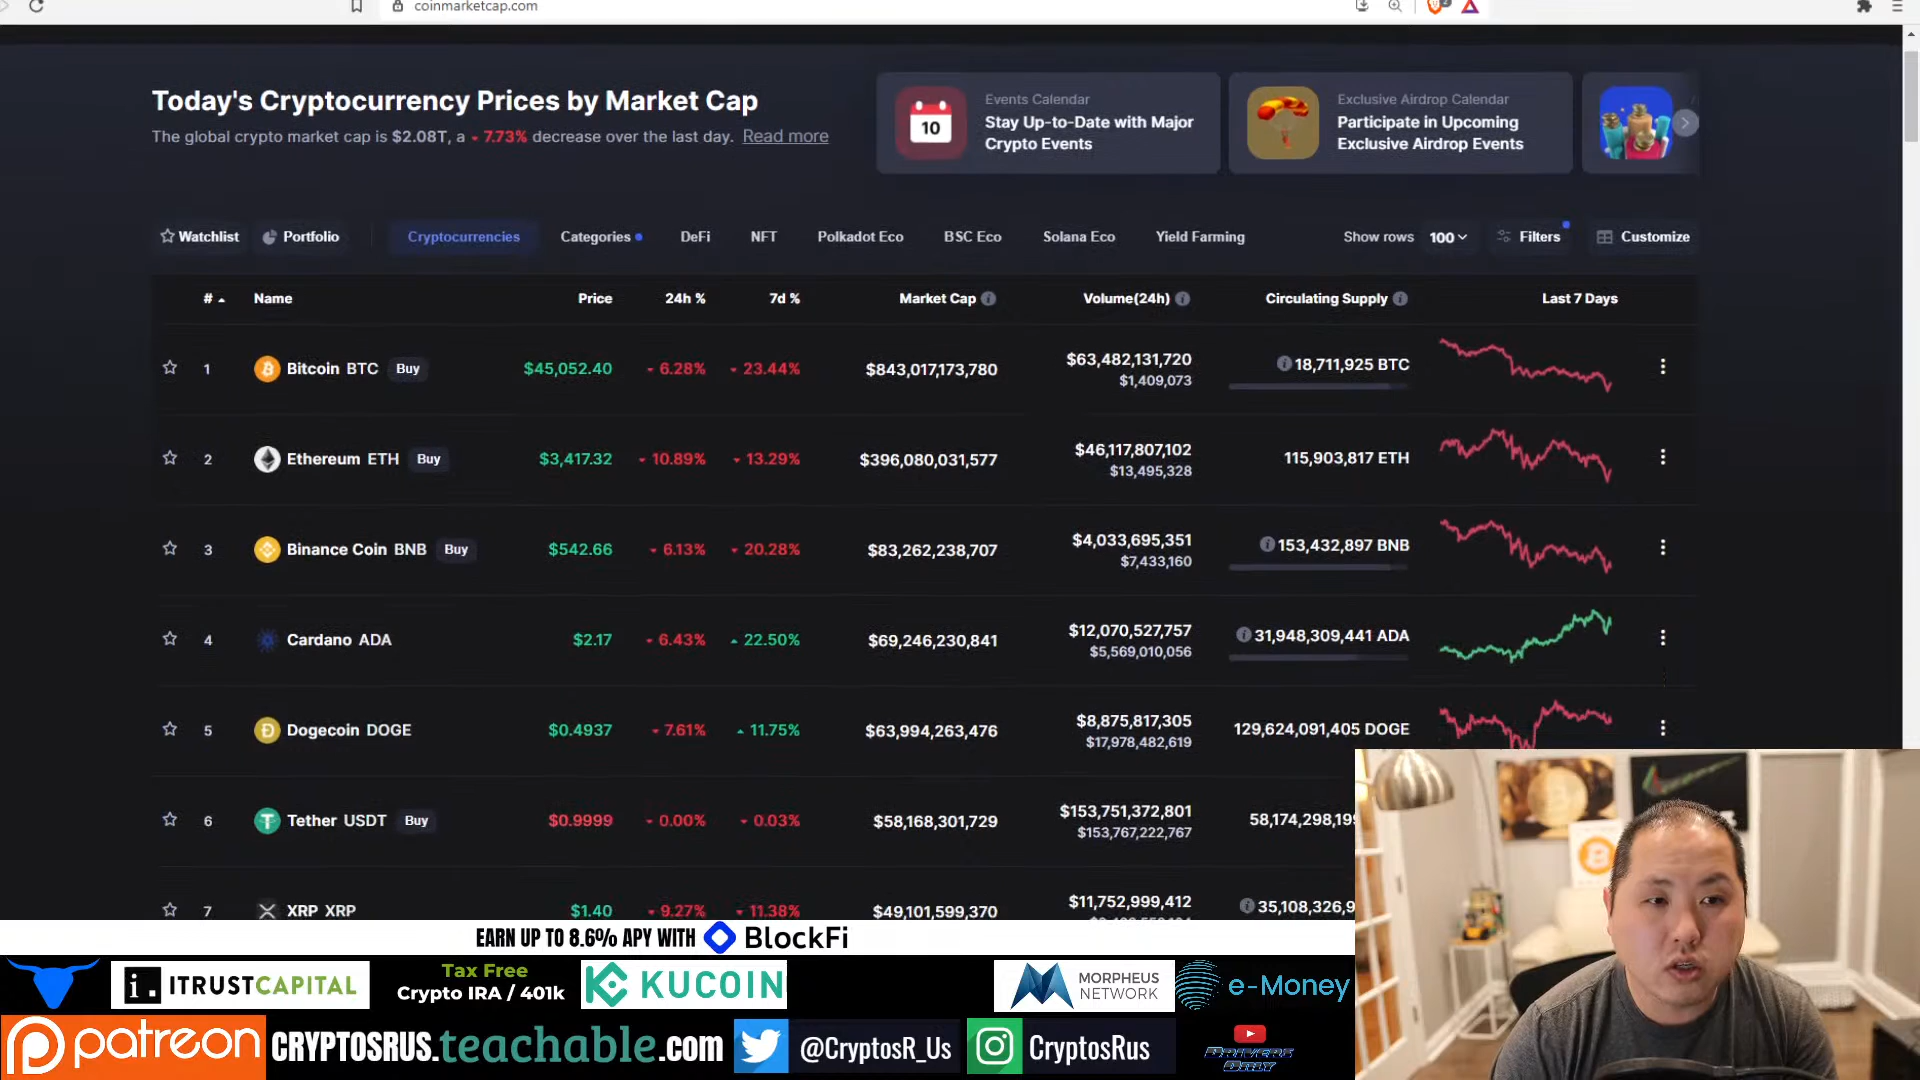 coinmarketcap.com
Today's Cryptocurrency Prices by Market Cap
The global crypto market cap is $2.08T, a 7.73% decrease over the last day. Read more
10
Events Calendar
Stay Up-to-Date with Major
Crypto Events
Exclusive Airdrop Calendar
Participate in Upcoming
Exclusive Airdrop Events
Watchlist Portfolio Cryptocurrencies Categories DeFi NFT Polkadot Eco BSC Eco Solana Eco Yield Farming Show rows 100 Filters Customize
# Name Price 24h % 7d % Market Cap Volume(24h) Circulating Supply Last 7 Days
1 Bitcoin BTC Buy $45,052.40 6.28% 23.44% $843,017,173,780 $63,482,131,720 18,711,925 BTC
$1,409,073
2 Ethereum ETH Buy $3,417.32 10.89% 13.29% $396,080,031,577 $46,117,807,102 115,903,817 ETH
$13,495,328
3 Binance Coin BNB Buy $542.66 6.13% 20.28% $83,262,238,707 $4,033,695,351 153,432,897 BNB
$7,433,160
4 Cardano ADA $2.17 6.43% 22.50% $69,246,230,841 $12,070,527,757 31,948,309,441 ADA
$5,569,010,056
5 Dogecoin DOGE $0.4937 7.61% 11.75% $63,994,263,476 $8,875,817,305 129,624,091,405 DOGE
$17,978,482,619
6 Tether USDT Buy $0.9999 0.00% 0.03% $58,168,301,729 $153,751,372,801 58,174,298,199
$153,767,222,767
7 XRP XRP $1.40 9.27% 11.38% $49,101,599,370 $11,752,999,412 35,108,326,9
EARN UP TO 8.6% APY WITH BlockFi
i. ITRUSTCAPITAL
Tax Free
Crypto IRA / 401k
KUCOIN
MORPHEUS
NETWORK
e-Money
patreon
CRYPTOSRUS.teachable.com
@CryptosR_Us
CryptosRus
DRIVERS
ONLY